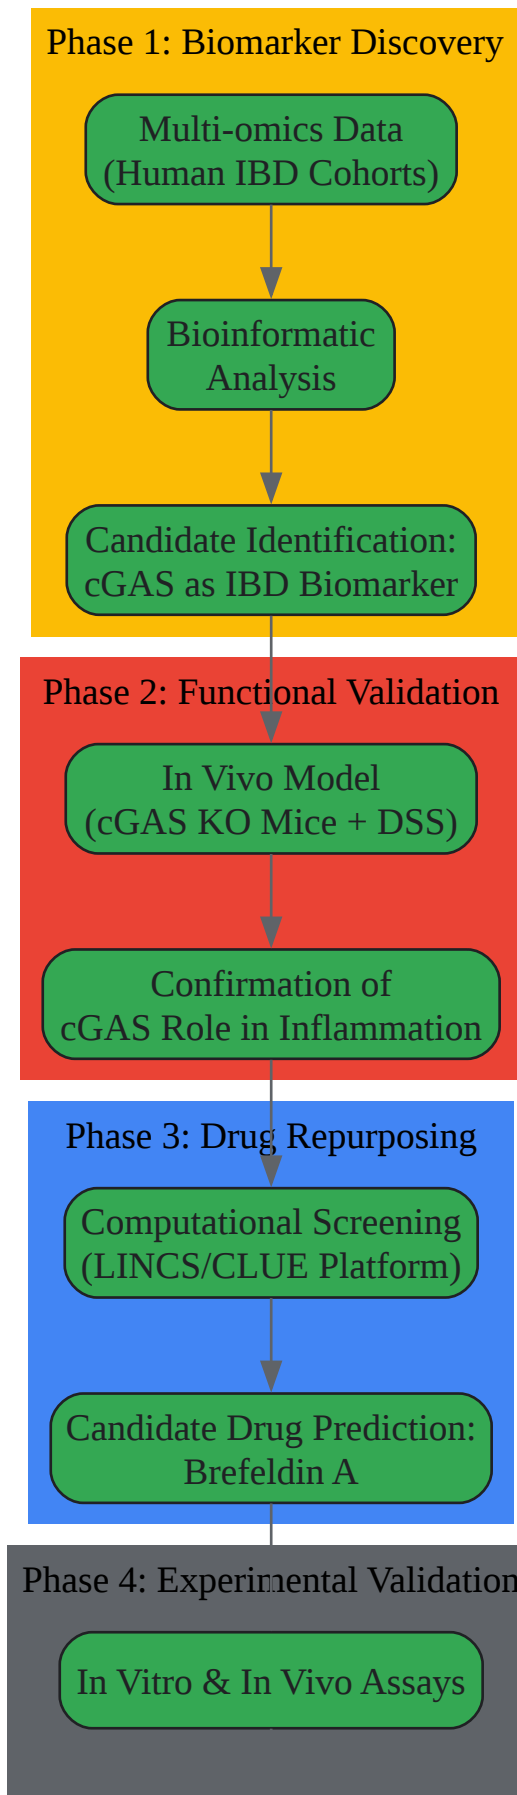 Phase 1: Biomarker Discovery
Multi-omics Data
(Human IBD Cohorts)
Bioinformatic
Analysis
Candidate Identification:
cGAS as IBD Biomarker
Phase 2: Functional Validation
In Vivo Model
(cGAS KO Mice + DSS)
Confirmation of
cGAS Role in Inflammation
Phase 3: Drug Repurposing
Computational Screening
(LINCS/CLUE Platform)
Candidate Drug Prediction:
Brefeldin A
Phase 4: Experimental Validation
In Vitro & In Vivo Assays